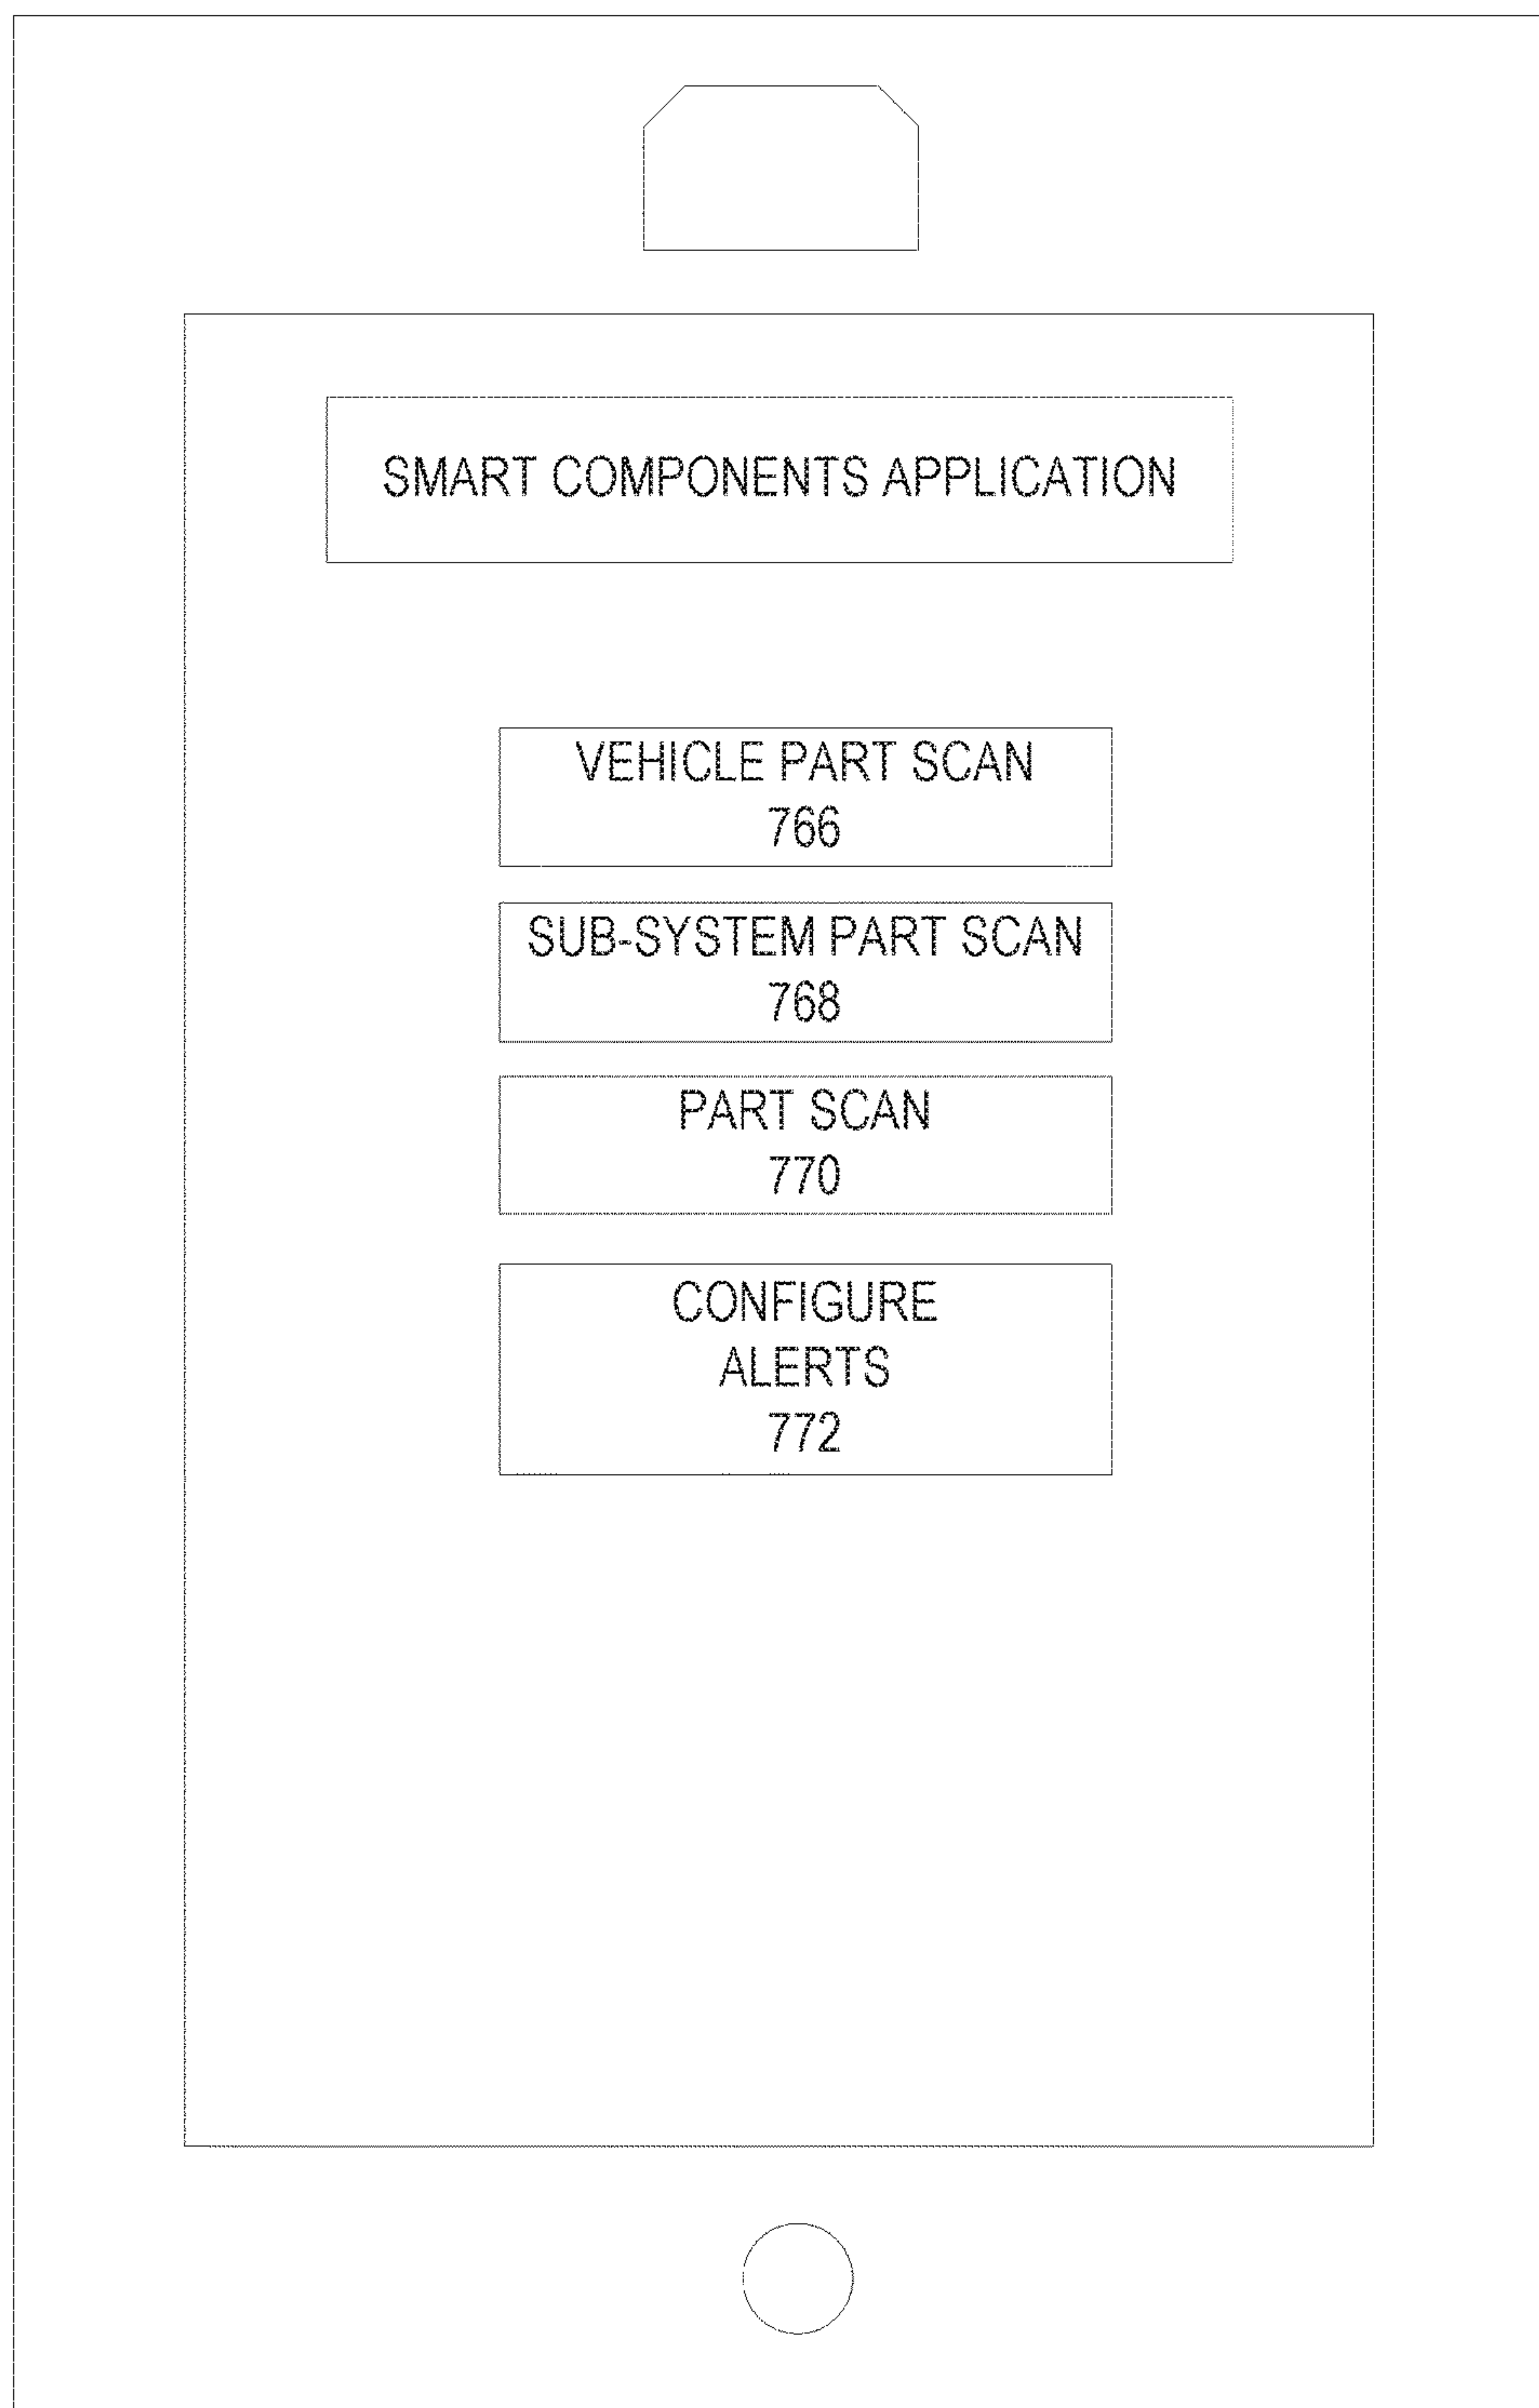 SMART COMPONENTS APPLICATION
VEHICLE PART SCAN
766
SUB-SYSTEM PART SCAN
768
PART SCAN
770
CONFIGURE
ALERTS
772